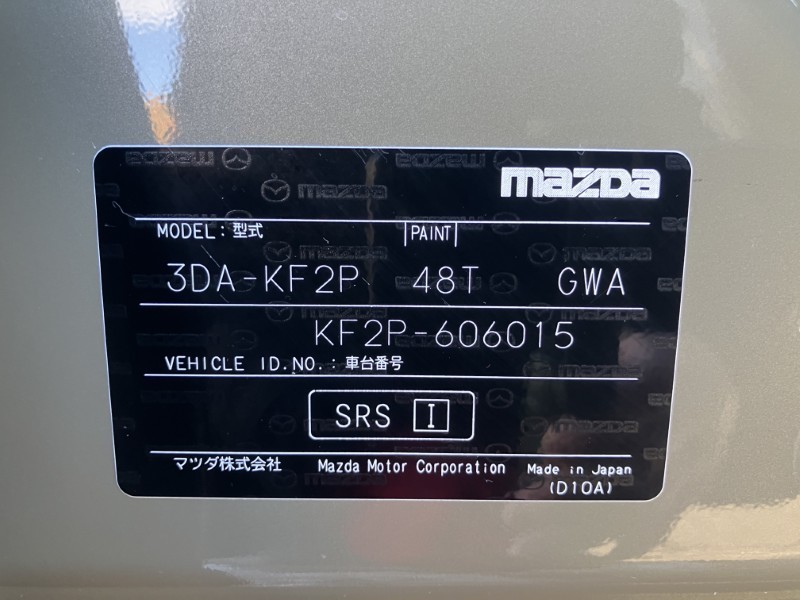 mazda
MODEL : 型式 PAINT
3DA-KF2P 48T GWA
KF2P-606015
VEHICLE ID.NO. : 車台番号
SRS I
マツダ株式会社 Mazda Motor Corporation Made in Japan
(D10A)